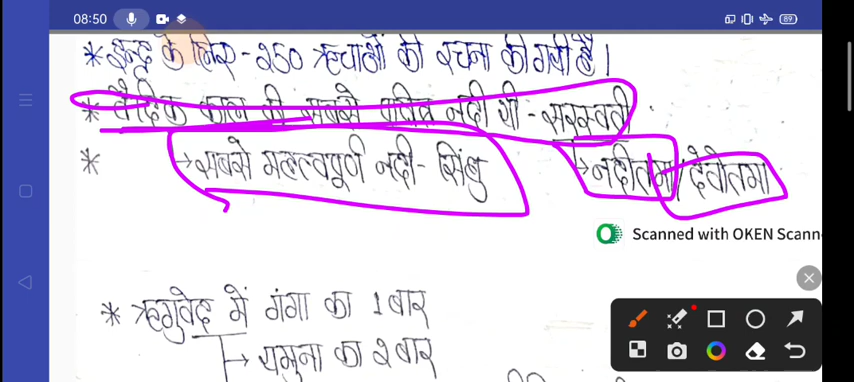 08:50
89
* इन्द्र के लिए - 250 ऋचाओं की रचना की गयी है।
* वैदिक काल की सबसे पवित्र नदी थी - सरस्वती
* → सबसे महत्वपूर्ण नदी - सिंधु → नदीतमा / देवीतमा
Scanned with OKEN Scann
* ऋग्वेद में गंगा का 1 बार
→ यमुना का 2 बार